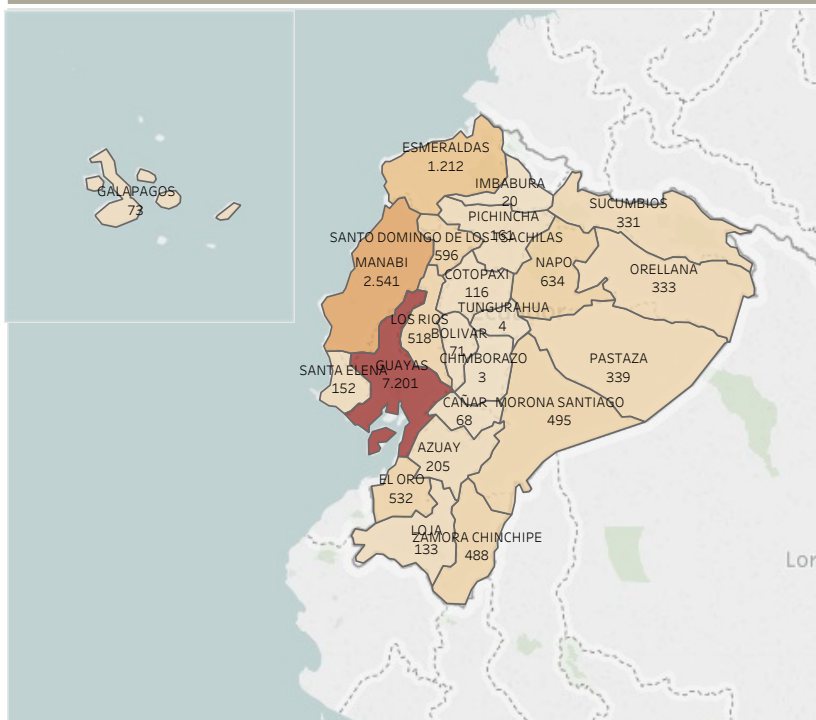 ESMERALDAS
1.212
IMBABURA
20
GALAPAGOS
73
SUCUMBIOS
331
PICHINCHA
161
SANTO DOMINGO DE LOS TSACHILAS
596
MANABI
2.541
COTOPAXI
116
NAPO
634
ORELLANA
333
TUNGURAHUA
4
LOS RIOS
518
BOLIVAR
71
CHIMBORAZO
3
PASTAZA
339
SANTA ELENA
152
GUAYAS
7.201
CAÑAR
68
MORONA SANTIAGO
495
AZUAY
205
EL ORO
532
LOJA
133
ZAMORA CHINCHIPE
488
Lor